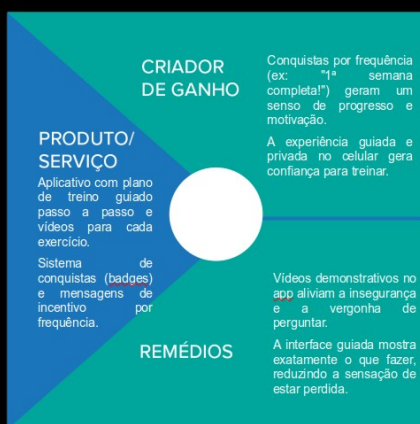 CRIADOR
DE GANHO
Conquistas por frequência
(ex: "1ª semana
completa!") geram um
senso de progresso e
motivação.
A experiência guiada e
privada no celular gera
confiança para treinar.
PRODUTO/
SERVIÇO
Aplicativo com plano
de treino guiado
passo a passo e
vídeos para cada
exercício.
Sistema de
conquistas (badges)
e mensagens de
incentivo por
frequência.
REMÉDIOS
Vídeos demonstrativos no
app aliviam a insegurança
e a vergonha de
perguntar.
A interface guiada mostra
exatamente o que fazer,
reduzindo a sensação de
estar perdida.